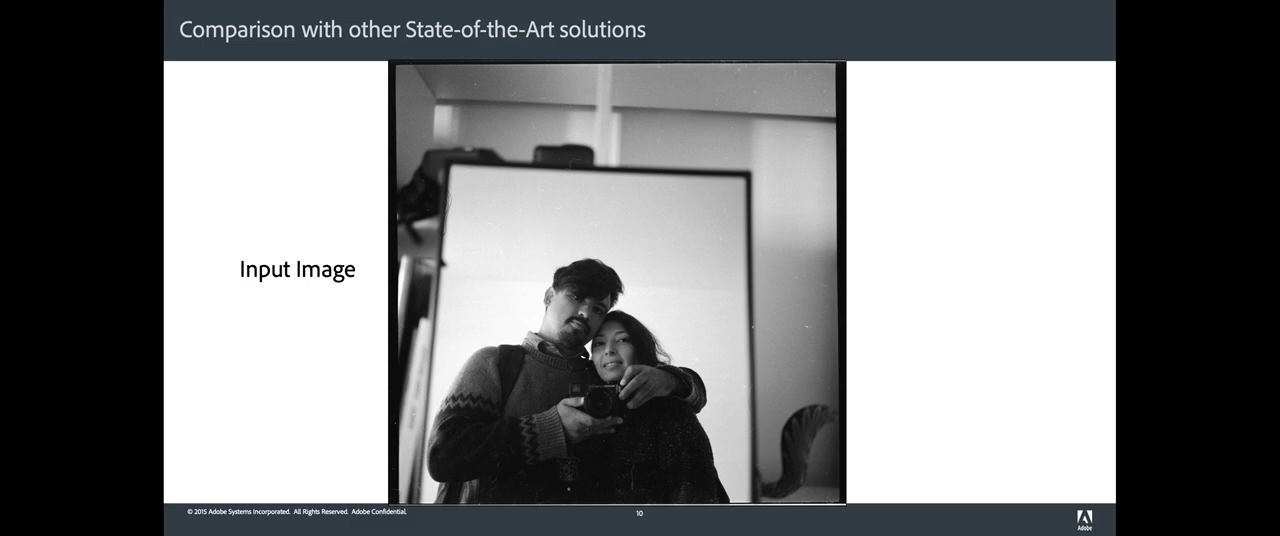 Comparison with other State-of-the-Art solutions
Input Image
© 2015 Adobe Systems Incorporated. All Rights Reserved. Adobe Confidential.
10
Adobe